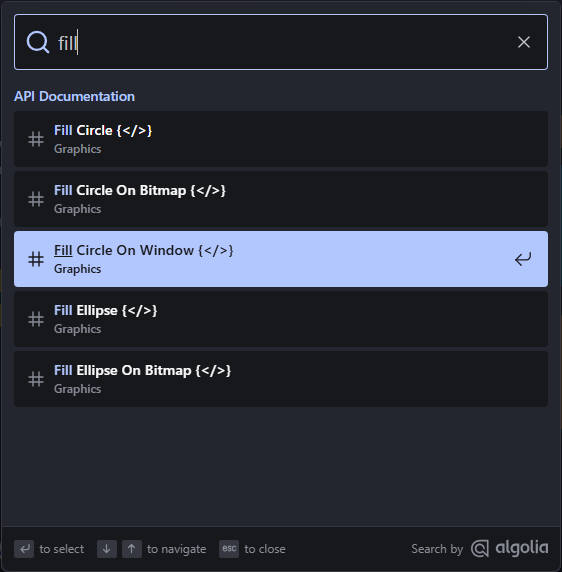 fill
API Documentation
Fill Circle {</>}
Graphics
Fill Circle On Bitmap {</>}
Graphics
Fill Circle On Window {</>}
Graphics
Fill Ellipse {</>}
Graphics
Fill Ellipse On Bitmap {</>}
Graphics
to select to navigate esc to close Search by algolia